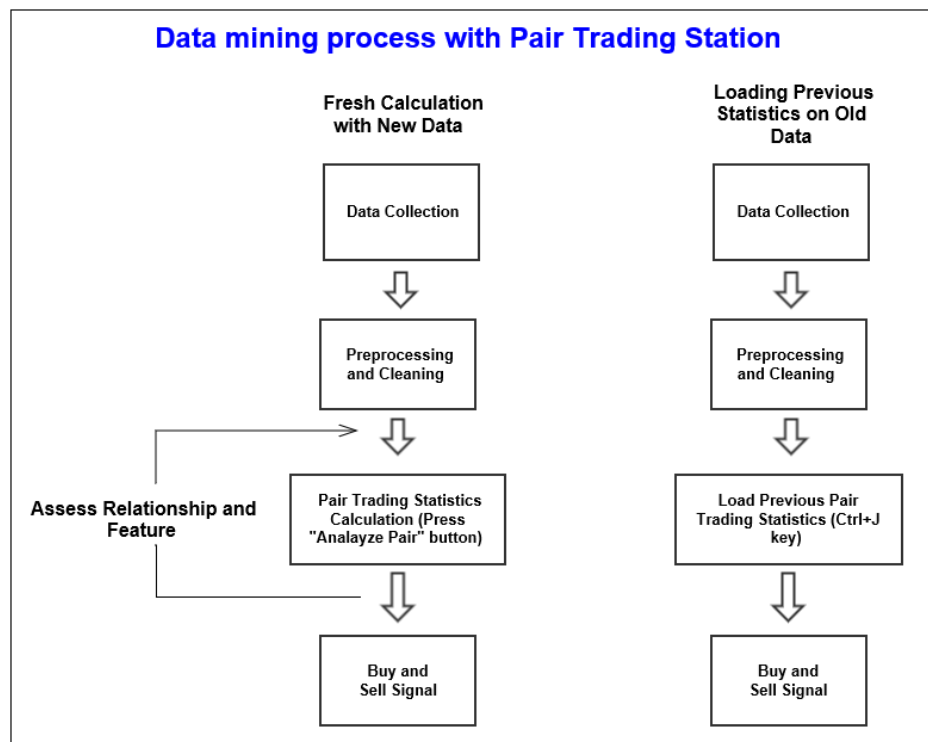 Data mining process with Pair Trading Station
Fresh Calculation
with New Data
Data Collection
Preprocessing
and Cleaning
Assess Relationship and
Feature
Pair Trading Statistics
Calculation (Press
"Analayze Pair" button)
Buy and
Sell Signal
Loading Previous
Statistics on Old
Data
Data Collection
Preprocessing
and Cleaning
Load Previous Pair
Trading Statistics (Ctrl+J
key)
Buy and
Sell Signal